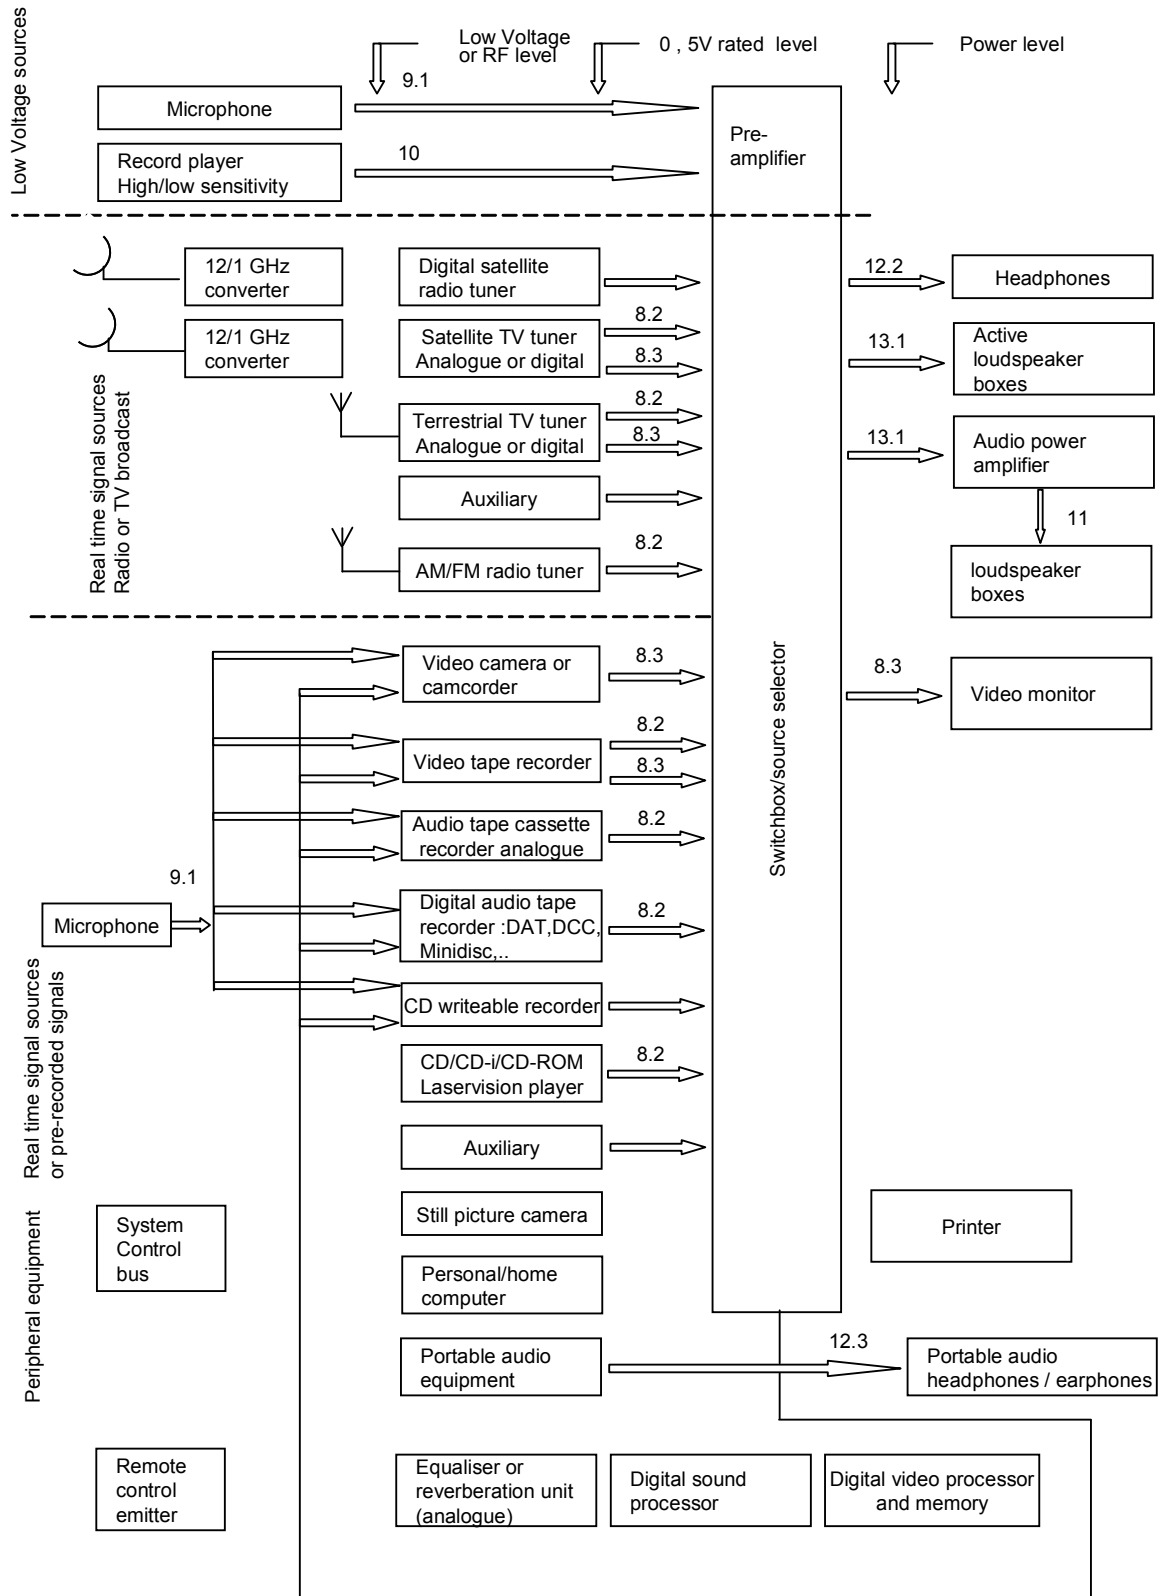 Low Voltage sources
Low Voltage
or RF level
0 , 5V rated level
Power level
9.1
Microphone
Pre-
amplifier
10
Record player
High/low sensitivity
12/1 GHz
converter
Digital satellite
radio tuner
12.2
Headphones
12/1 GHz
converter
Satellite TV tuner
Analogue or digital
8.2
8.3
13.1
Active
loudspeaker
boxes
Real time signal sources
Radio or TV broadcast
Terrestrial TV tuner
Analogue or digital
8.2
8.3
13.1
Audio power
amplifier
Auxiliary
11
AM/FM radio tuner
8.2
loudspeaker
boxes
Switchbox/source selector
Video camera or
camcorder
8.3
8.3
Video monitor
Video tape recorder
8.2
8.3
Audio tape cassette
recorder analogue
8.2
9.1
Microphone
Digital audio tape
recorder :DAT,DCC,
Minidisc,..
8.2
Real time signal sources
or pre-recorded signals
CD writeable recorder
CD/CD-i/CD-ROM
Laservision player
8.2
Auxiliary
Peripheral equipment
System
Control
bus
Still picture camera
Printer
Personal/home
computer
Portable audio
equipment
12.3
Portable audio
headphones / earphones
Remote
control
emitter
Equaliser or
reverberation unit
(analogue)
Digital sound
processor
Digital video processor
and memory